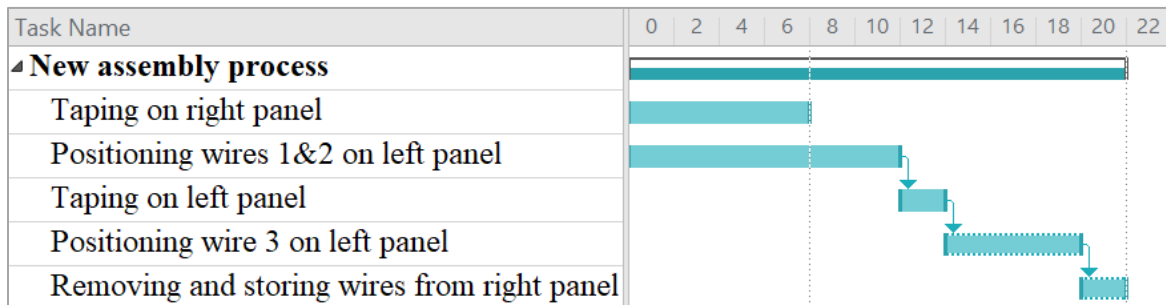 Task Name 0 2 4 6 8 10 12 14 16 18 20 22
New assembly process
Taping on right panel
Positioning wires 1&2 on left panel
Taping on left panel
Positioning wire 3 on left panel
Removing and storing wires from right panel